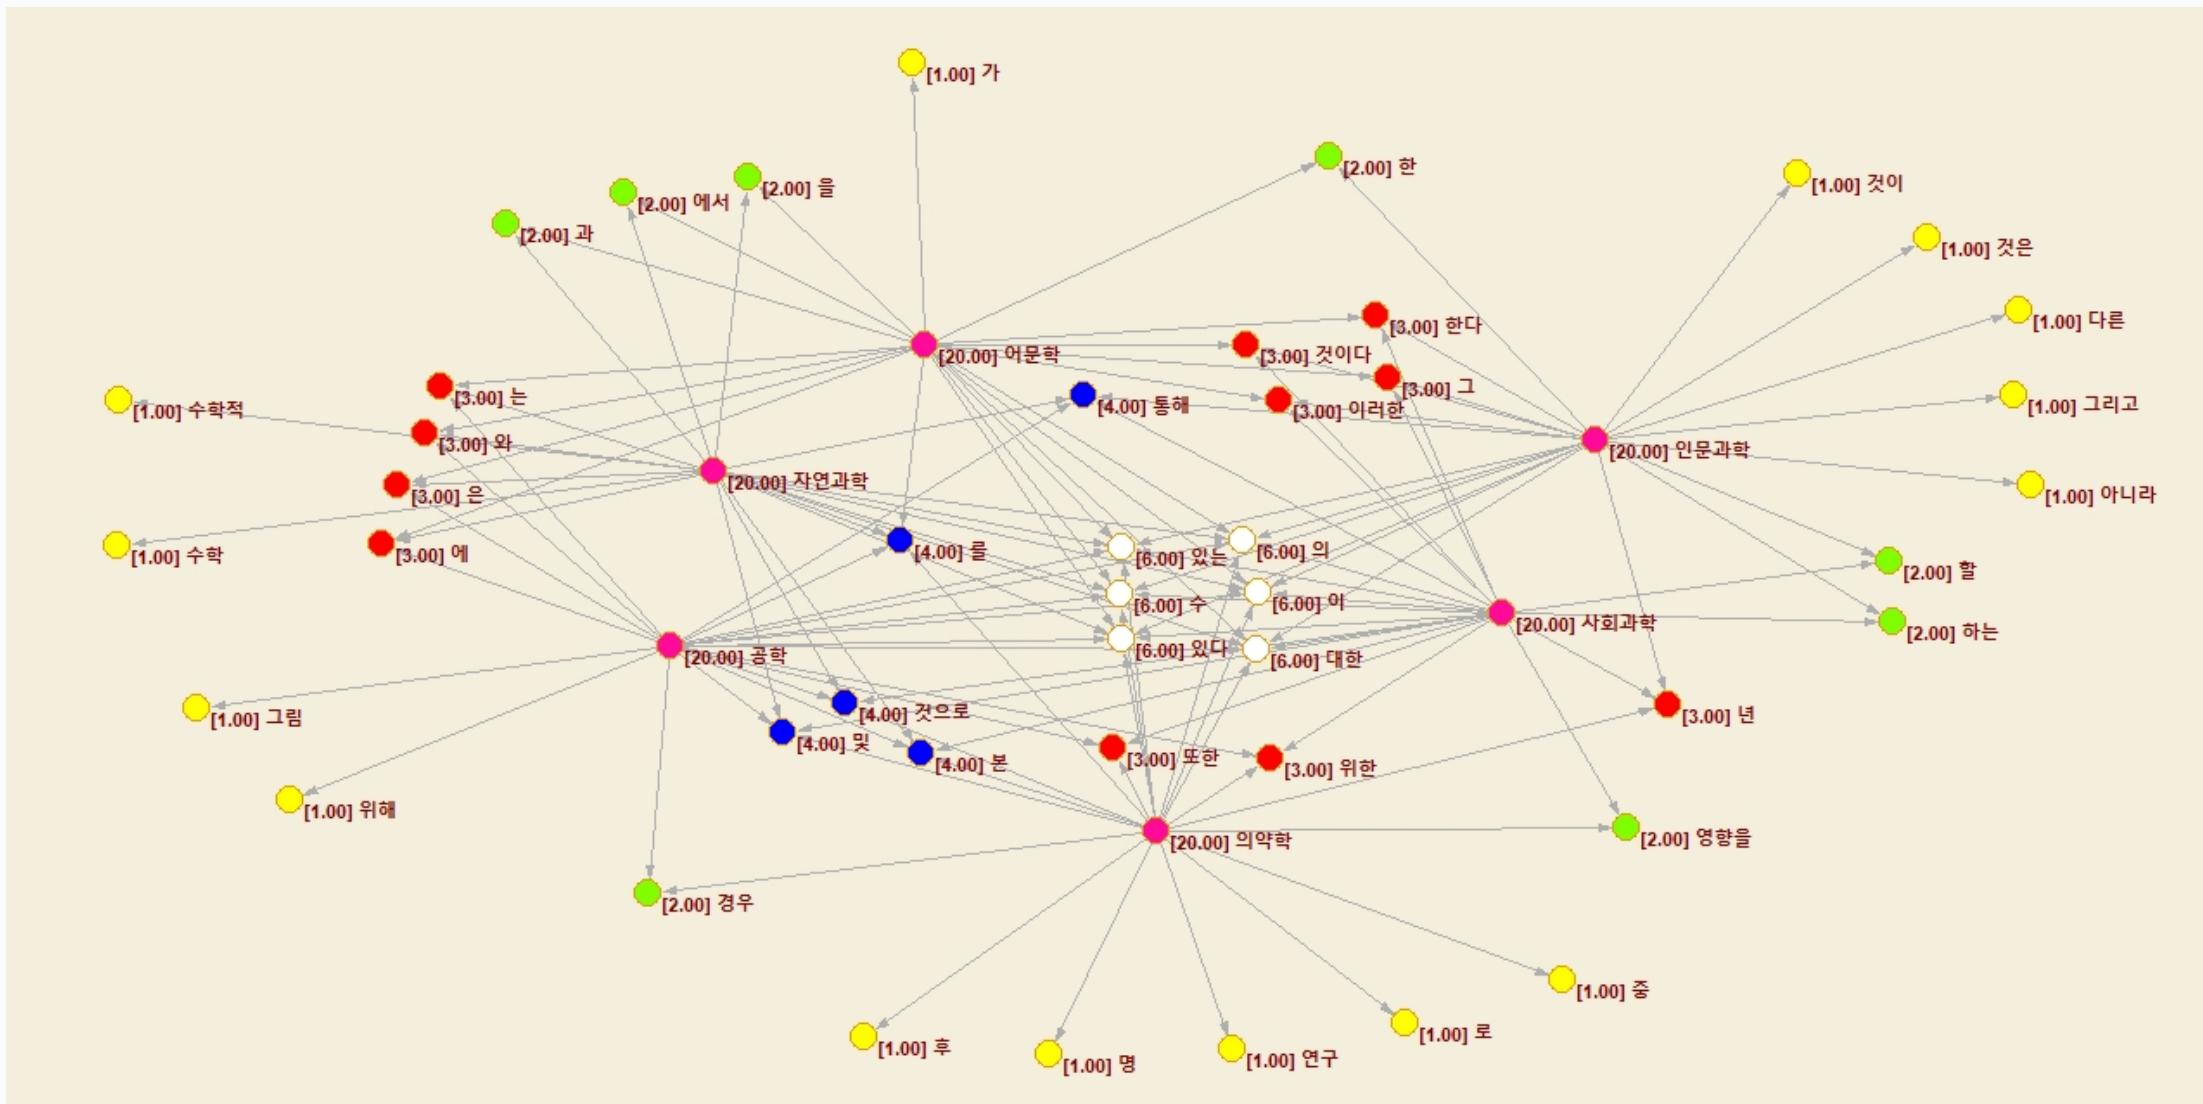 [1.00] 가
[2.00] 한
[1.00] 것이
[2.00] 을
[2.00] 에서
[2.00] 과
[1.00] 것은
[1.00] 다른
[3.00] 한다
[20.00] 어문학
[3.00] 것이다
[3.00] 그
[3.00] 는
[4.00] 통해
[3.00] 이러한
[1.00] 그리고
[1.00] 수학적
[3.00] 와
[20.00] 인문과학
[20.00] 자연과학
[3.00] 은
[1.00] 아니라
[1.00] 수학
[3.00] 에
[4.00] 를
[6.00] 있는
[6.00] 의
[2.00] 할
[6.00] 수
[6.00] 이
[20.00] 사회과학
[2.00] 하는
[20.00] 공학
[6.00] 있다
[6.00] 대한
[1.00] 그림
[4.00] 것으로
[3.00] 년
[4.00] 및
[4.00] 본
[3.00] 또한
[3.00] 위한
[1.00] 위해
[20.00] 의약학
[2.00] 영향을
[2.00] 경우
[1.00] 중
[1.00] 로
[1.00] 후
[1.00] 명
[1.00] 연구